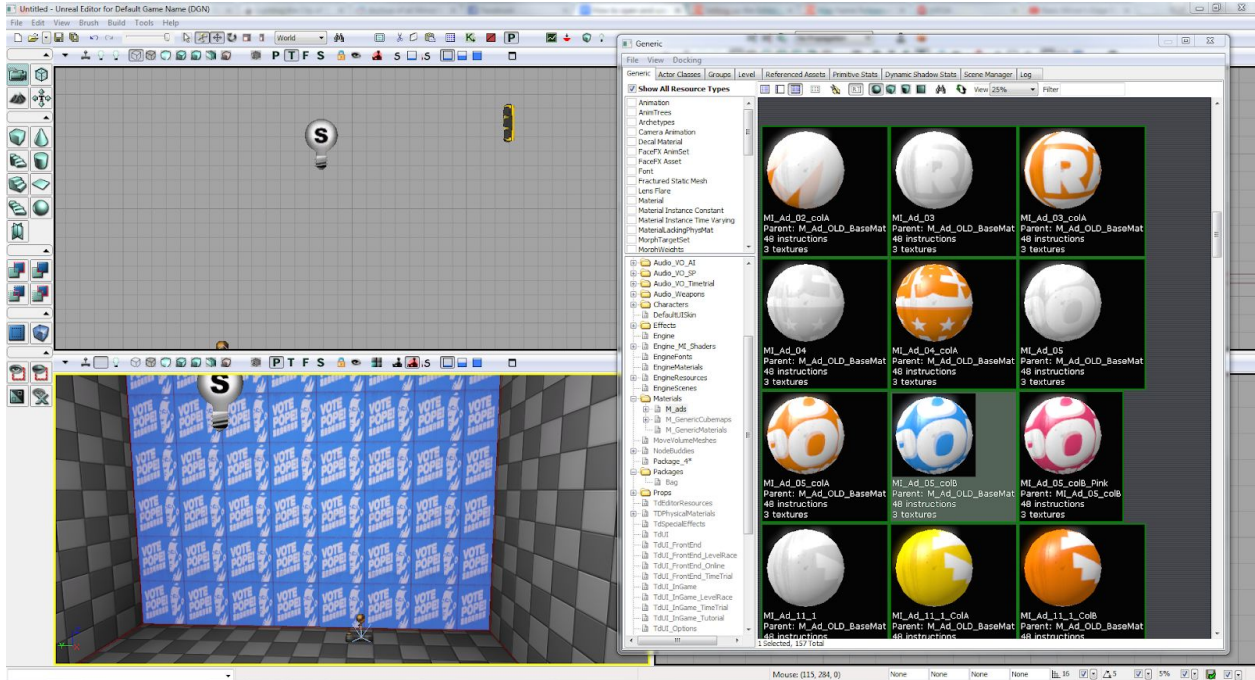 Untitled - Unreal Editor for Default Game Name (DGN)
File Edit View Brush Build Tools Help
World
P
P T F S
S
S
Generic
File View Docking
Generic Actor Classes Groups Level Referenced Assets Primitive Stats Dynamic Shadow Stats Scene Manager Log
Show All Resource Types
View 25% Filter
Animation
AnimTrees
Archetypes
Camera Animation
Decal Material
FaceFX AnimSet
FaceFX Asset
Font
Fractured Static Mesh
Lens Flare
Material
Material Instance Constant
Material Instance Time Varying
MaterialLackingPhysMat
MorphTargetSet
MorphWeights
Audio_VO_AI
Audio_VO_SP
Audio_VO_Timetrial
Audio_Weapons
Characters
DefaultUISkin
Effects
Engine
Engine_MI_Shaders
EngineFonts
EngineMaterials
EngineResources
EngineScenes
Materials
M_ads
M_GenericCubemaps
M_GenericMaterials
MoveVolumeMeshes
NodeBuddies
Package_4*
Packages
Bag
Props
TdEditorResources
TDPhysicalMaterials
TdSpecialEffects
TdUI
TdUI_FrontEnd
TdUI_FrontEnd_LevelRace
TdUI_FrontEnd_Online
TdUI_FrontEnd_TimeTrial
TdUI_InGame
TdUI_InGame_LevelRace
TdUI_InGame_TimeTrial
TdUI_InGame_Tutorial
TdUI_Options
MI_Ad_02_colA
Parent: M_Ad_OLD_BaseMat
48 instructions
3 textures
MI_Ad_03
Parent: M_Ad_OLD_BaseMat
48 instructions
3 textures
MI_Ad_03_colA
Parent: M_Ad_OLD_BaseMat
48 instructions
3 textures
MI_Ad_04
Parent: M_Ad_OLD_BaseMat
48 instructions
3 textures
MI_Ad_04_colA
Parent: M_Ad_OLD_BaseMat
48 instructions
3 textures
MI_Ad_05
Parent: M_Ad_OLD_BaseMat
48 instructions
3 textures
MI_Ad_05_colA
Parent: M_Ad_OLD_BaseMat
48 instructions
3 textures
MI_Ad_05_colB
Parent: M_Ad_OLD_BaseMat
48 instructions
3 textures
MI_Ad_05_colB_Pink
Parent: MI_Ad_05_colB
48 instructions
3 textures
MI_Ad_11_1
Parent: M_Ad_OLD_BaseMat
48 instructions
MI_Ad_11_1_ColA
Parent: M_Ad_OLD_BaseMat
48 instructions
MI_Ad_11_1_ColB
Parent: M_Ad_OLD_BaseMat
48 instructions
1 Selected, 157 Total
P T F S
S
VOTE
POPE!
Mouse: (115, 284, 0)
None None None None 16 5 5%